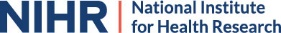 NIHR | National Institute
for Health Research